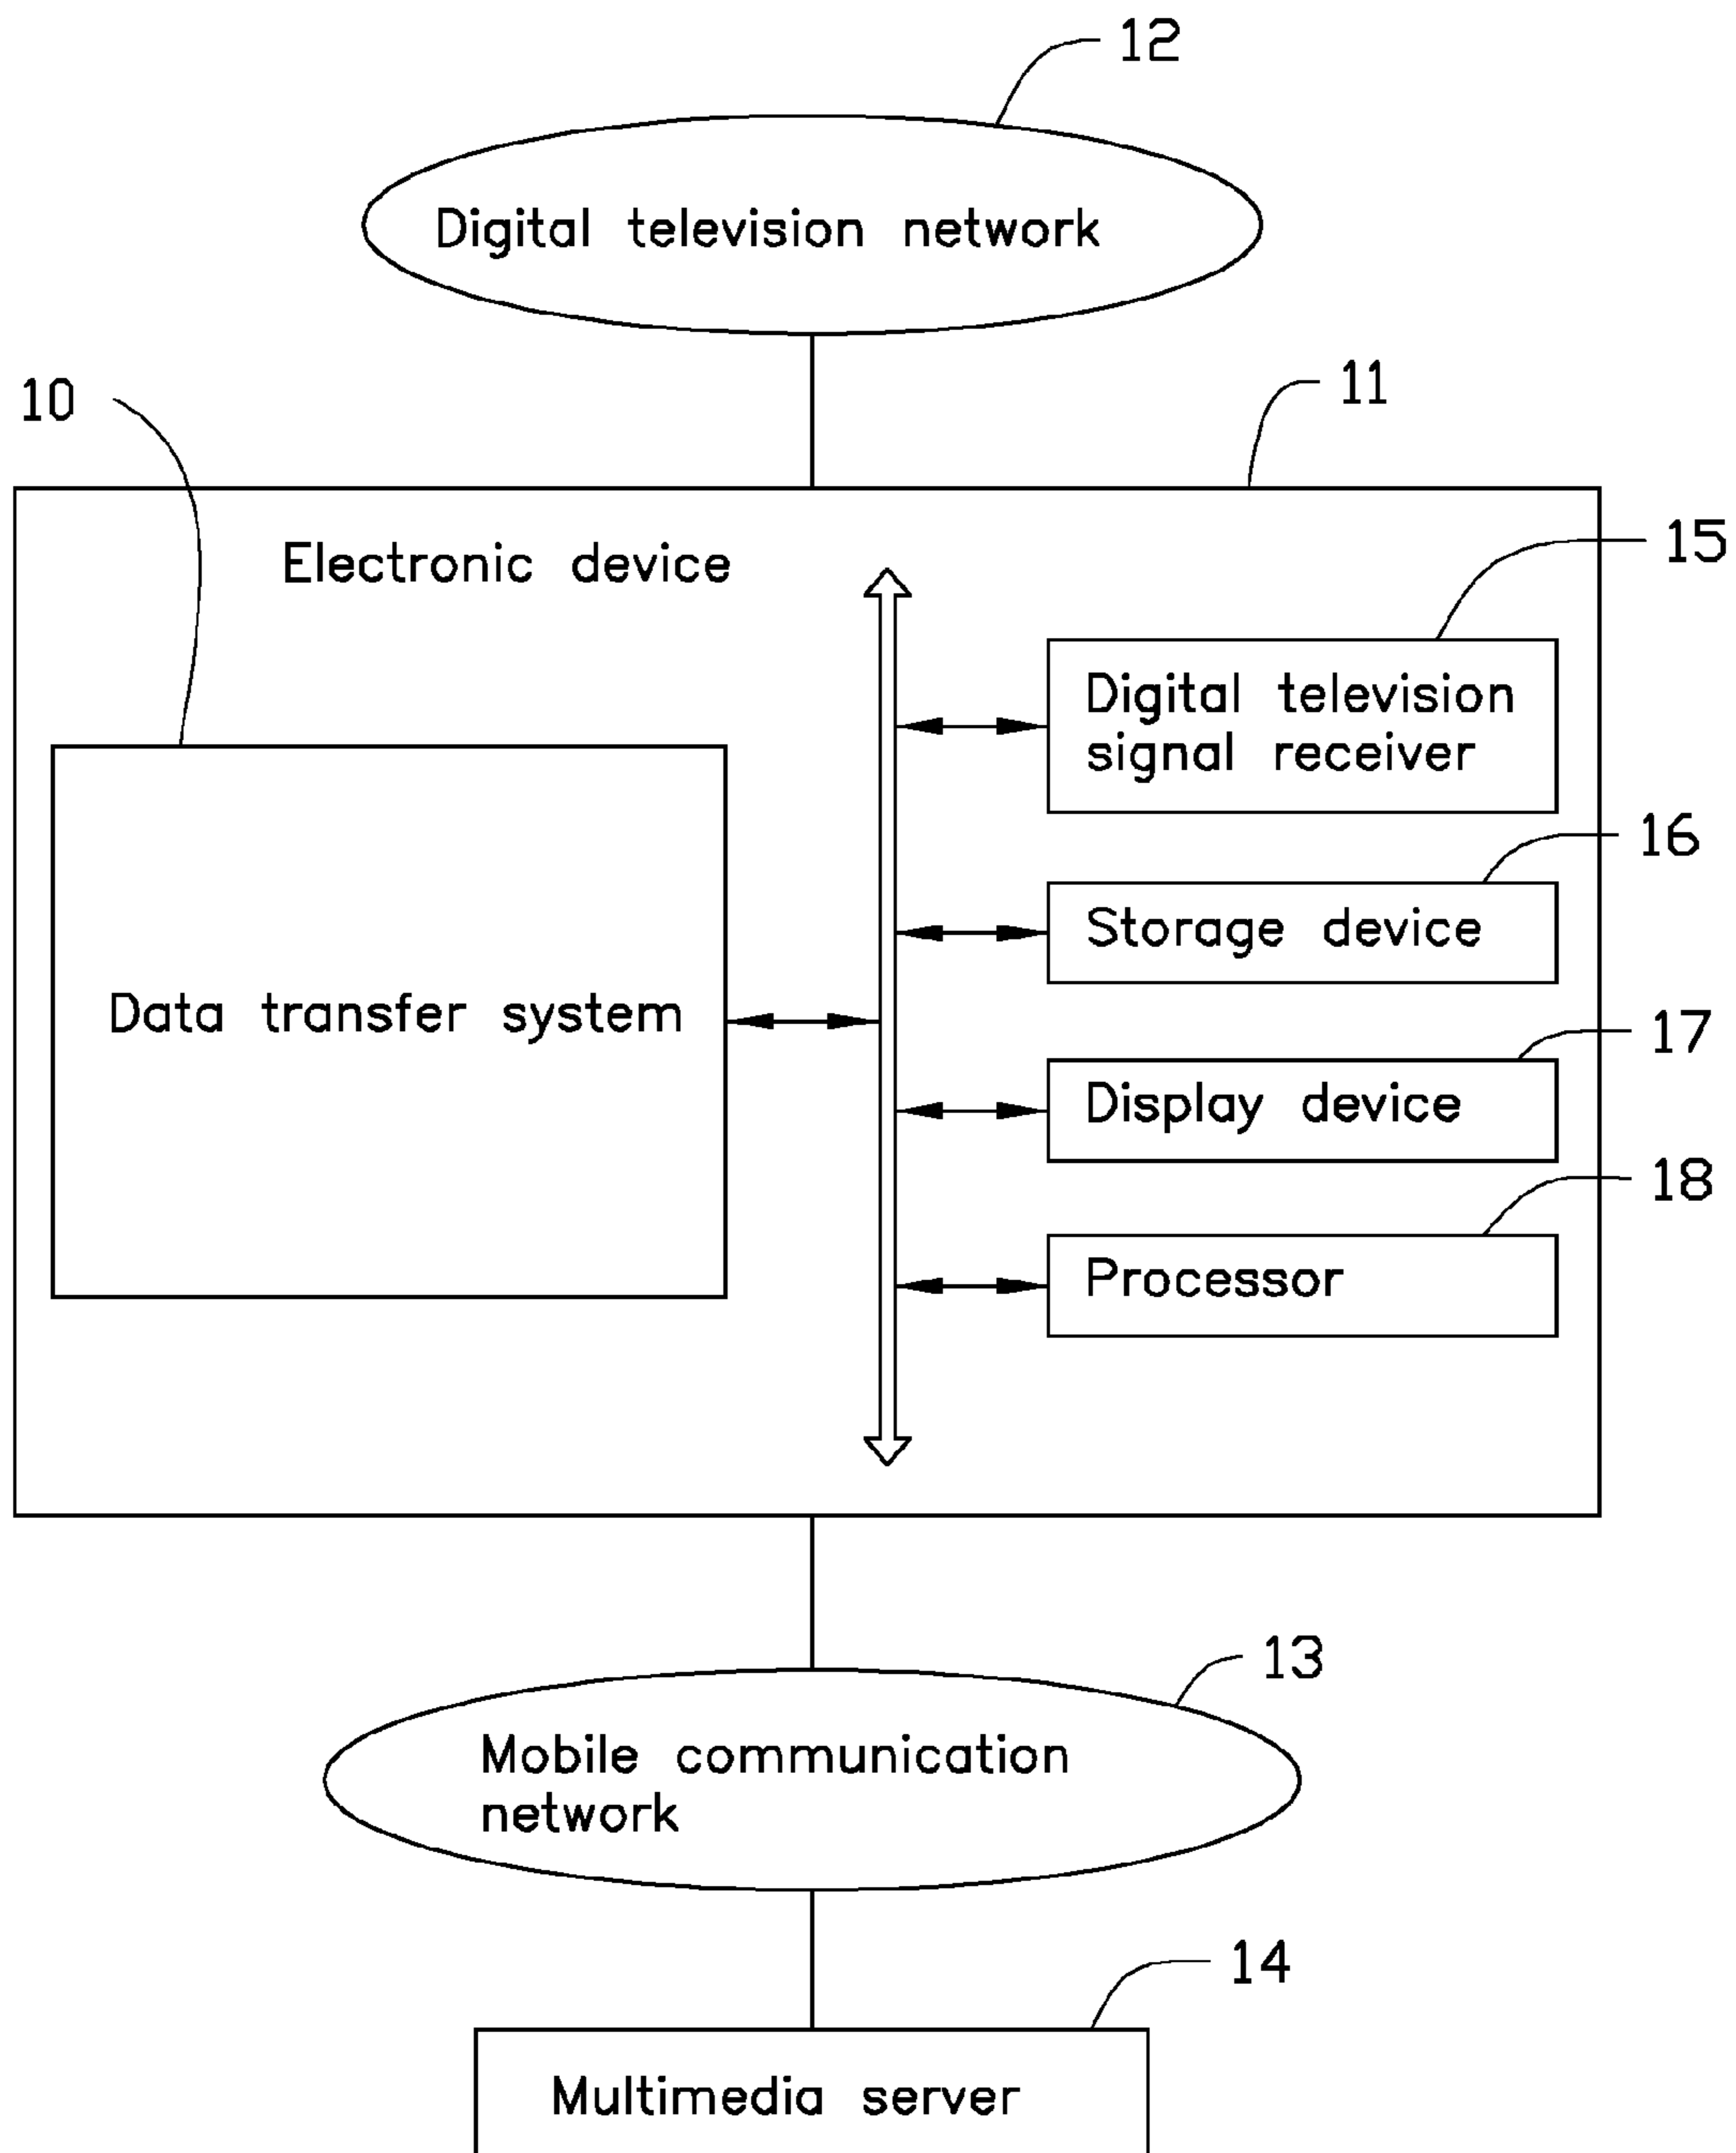 12
Digital television network
10
11
Electronic device
15
Digital television
signal receiver
16
Storage device
Data transfer system
17
Display device
18
Processor
13
Mobile communication
network
14
Multimedia server